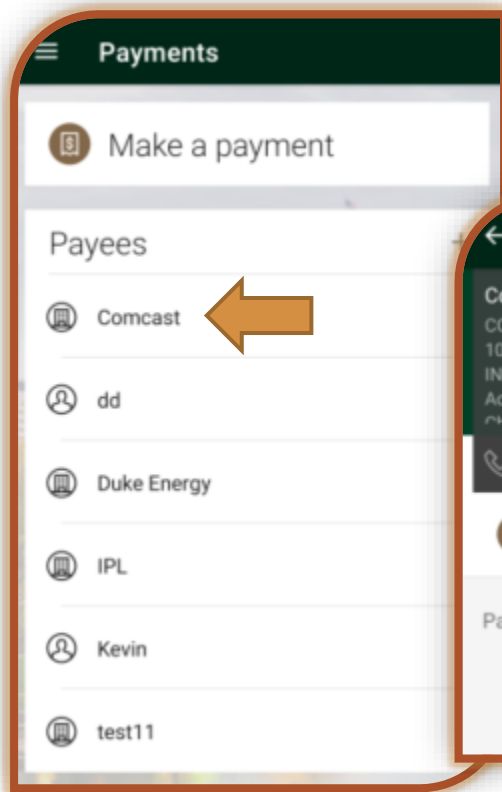 Payments
Make a payment
Payees
Comcast
dd
Duke Energy
IPL
Kevin
test11